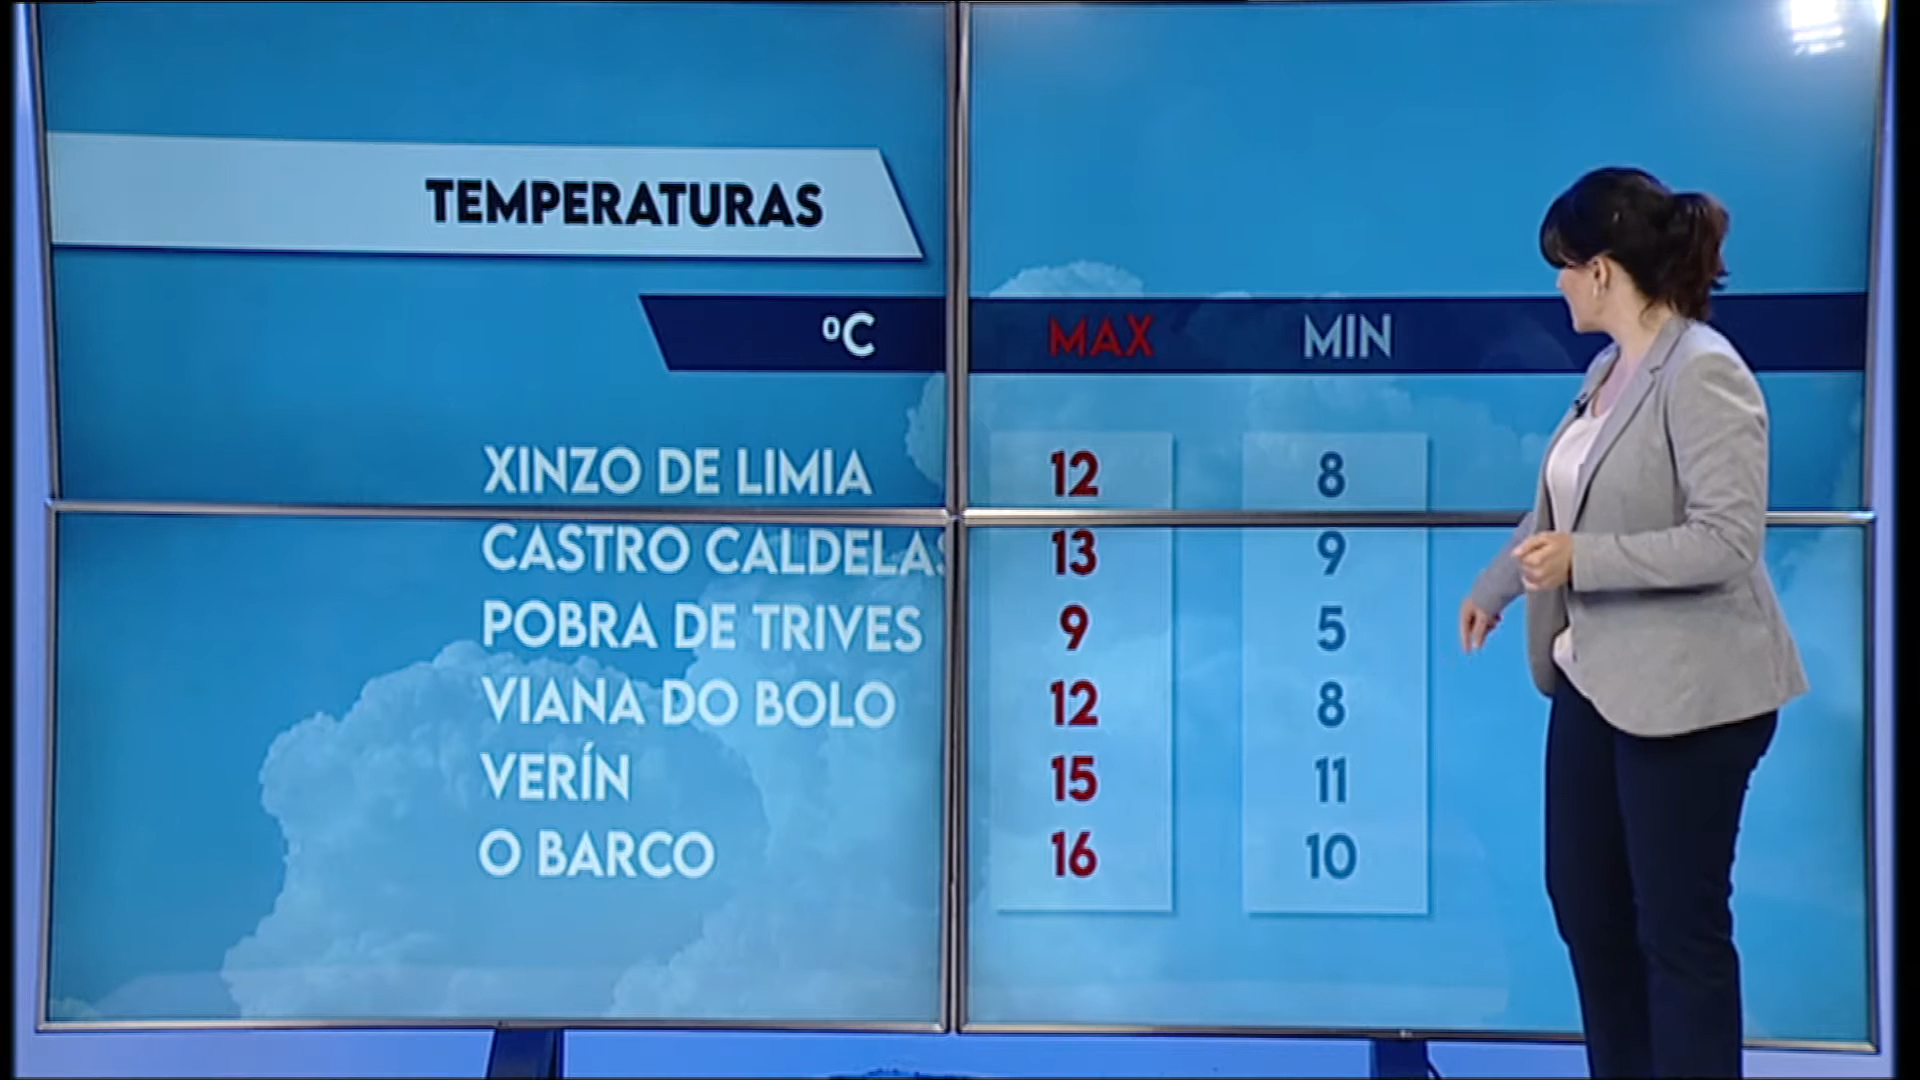 TEMPERATURAS
ºC MAX MIN
XINZO DE LIMIA 12 8
CASTRO CALDELAS 13 9
POBRA DE TRIVES 9 5
VIANA DO BOLO 12 8
VERÍN 15 11
O BARCO 16 10